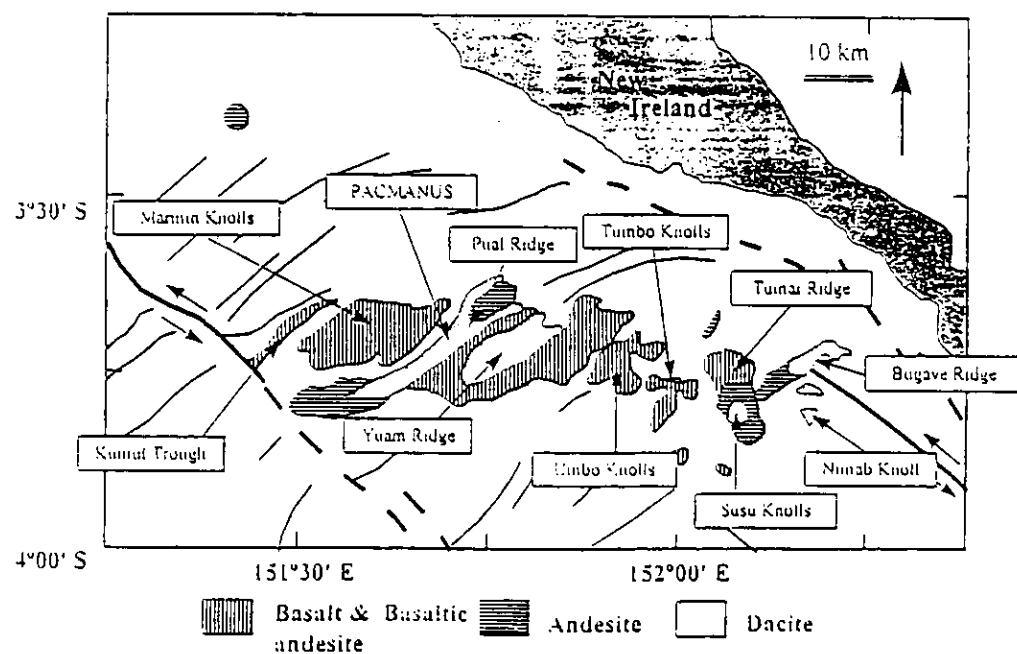 10 km
New
Ireland
3°30' S
Marmin Knolls
PACMANUS
Pual Ridge
Tumbo Knolls
Tumai Ridge
Bugave Ridge
Kumul Trough
Yuam Ridge
Umbo Knolls
Nimab Knoll
Susu Knolls
4°00' S
151°30' E
152°00' E
Basalt & Basaltic
andesite
Andesite
Dacite